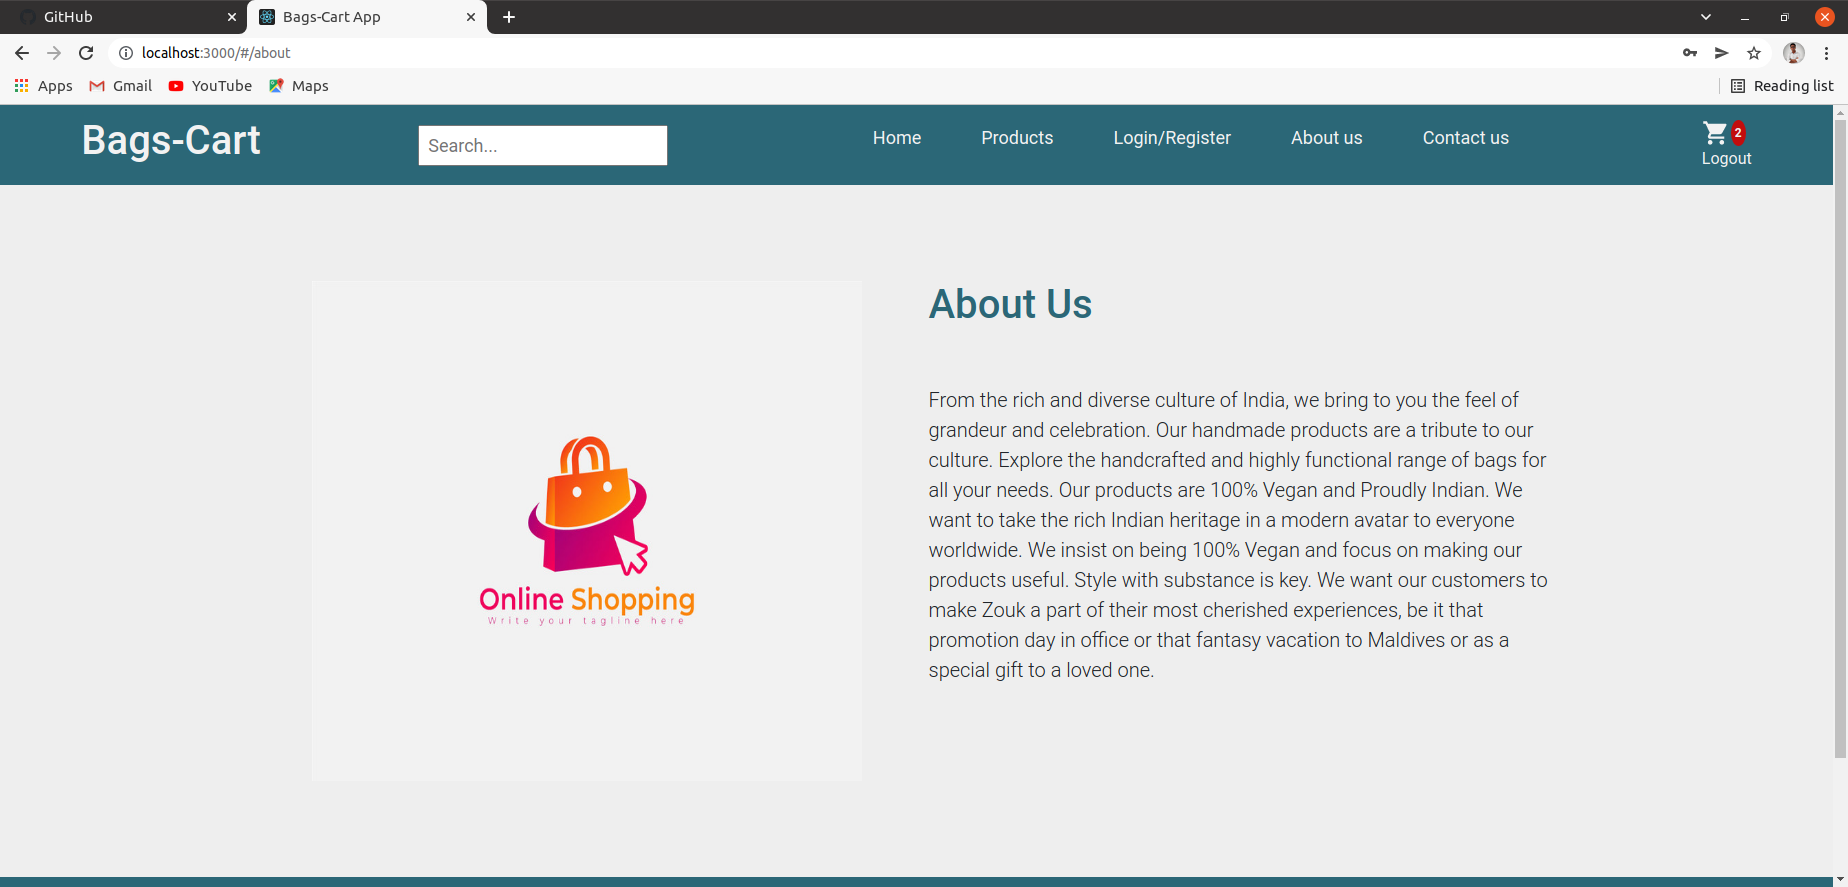 GitHub
Bags-Cart App
localhost:3000/#/about
Apps Gmail YouTube Maps Reading list
Bags-Cart
Search...
Home Products Login/Register About us Contact us
2
Logout
About Us
From the rich and diverse culture of India, we bring to you the feel of
grandeur and celebration. Our handmade products are a tribute to our
culture. Explore the handcrafted and highly functional range of bags for
all your needs. Our products are 100% Vegan and Proudly Indian. We
want to take the rich Indian heritage in a modern avatar to everyone
worldwide. We insist on being 100% Vegan and focus on making our
products useful. Style with substance is key. We want our customers to
make Zouk a part of their most cherished experiences, be it that
promotion day in office or that fantasy vacation to Maldives or as a
special gift to a loved one.
Online Shopping
Write your tagline here